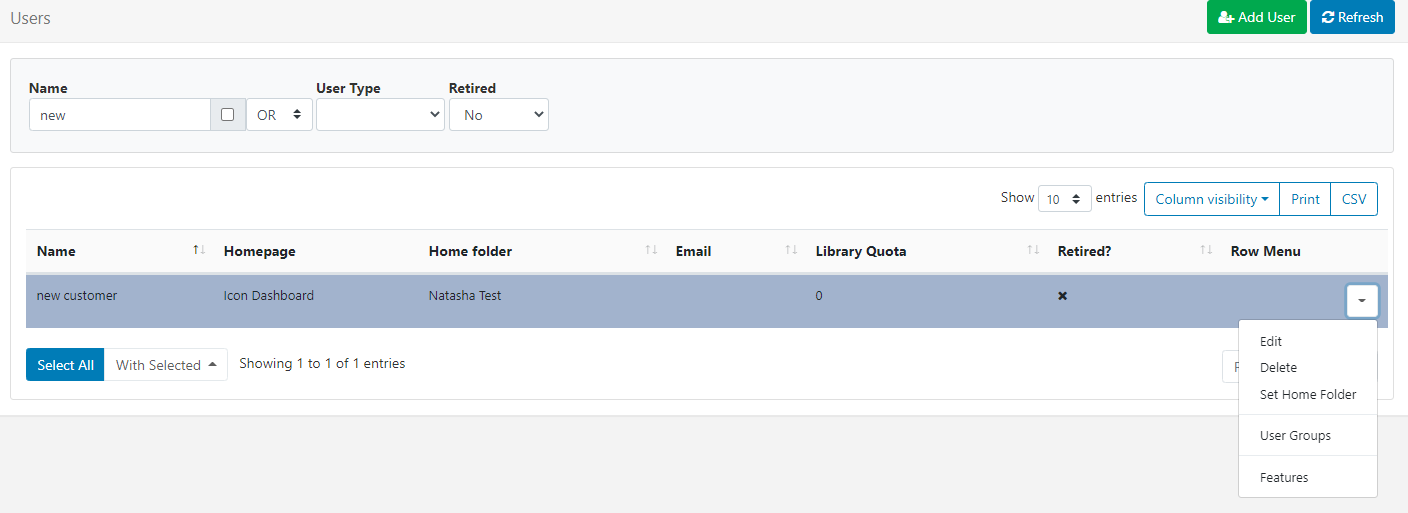 Users
Add User
Refresh
Name
User Type
Retired
new
OR
No
Show 10 entries
Column visibility
Print
CSV
Name
Homepage
Home folder
Email
Library Quota
Retired?
Row Menu
new customer
Icon Dashboard
Natasha Test
0
Edit
Delete
Set Home Folder
User Groups
Features
Select All
With Selected
Showing 1 to 1 of 1 entries